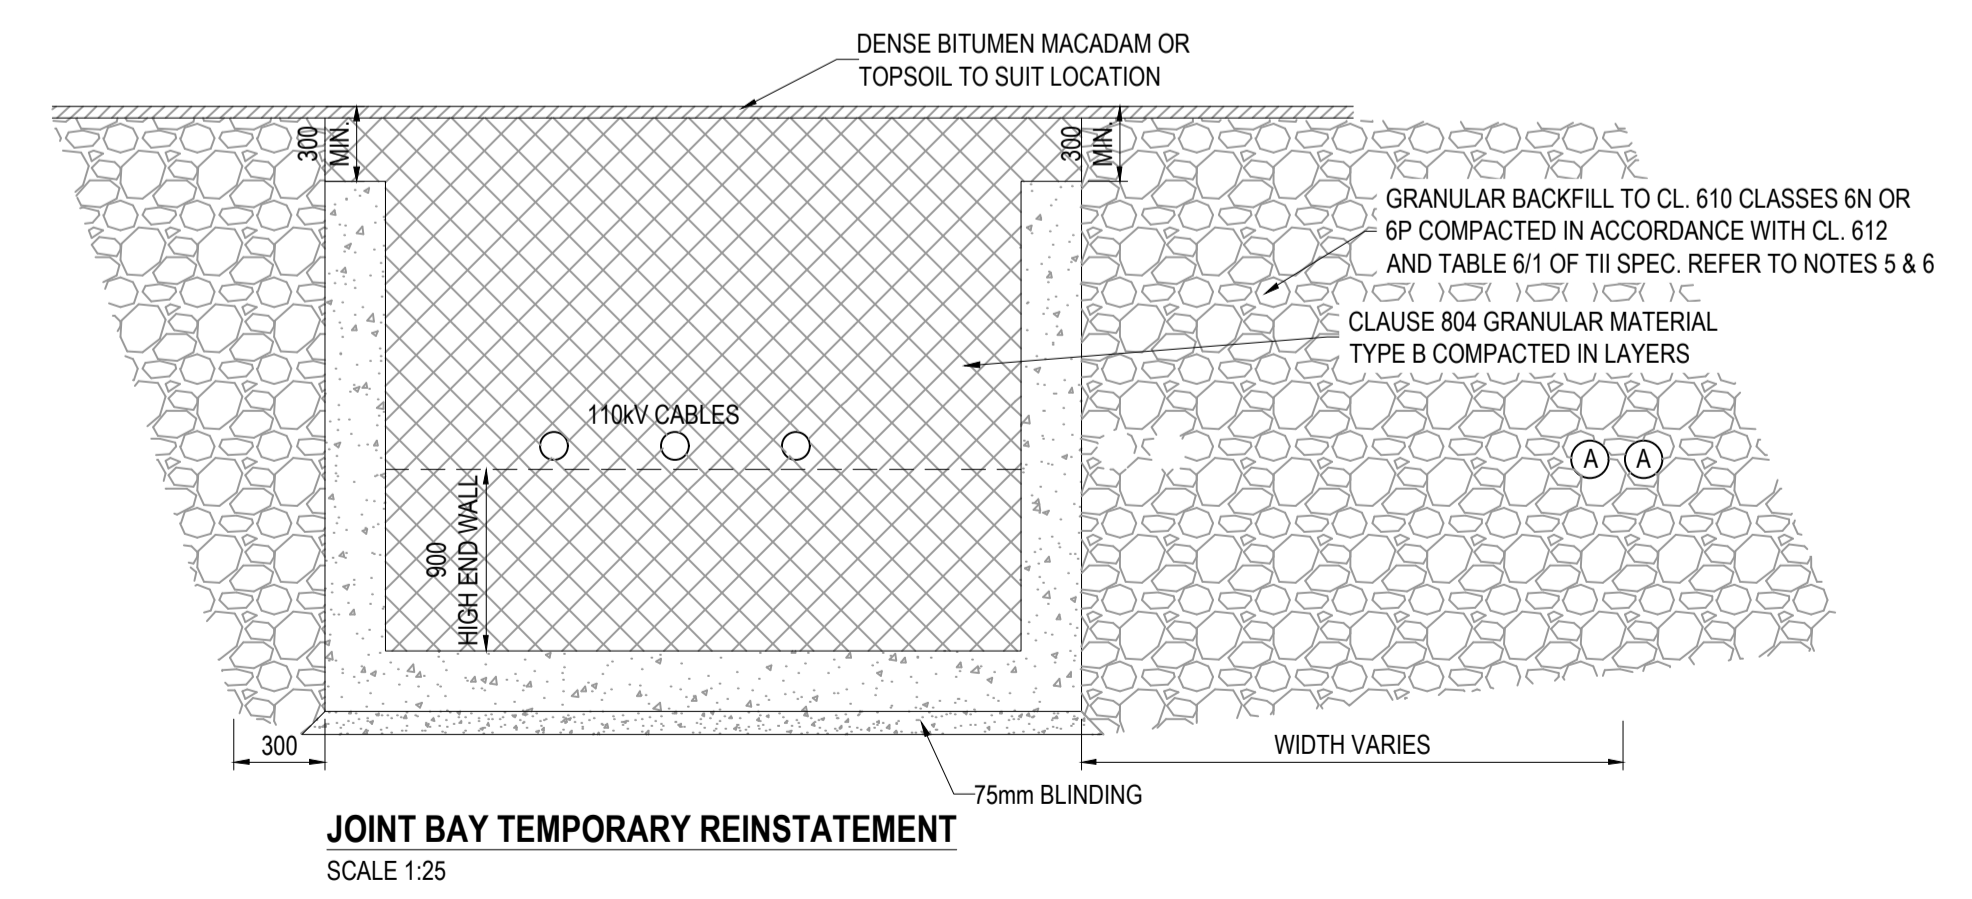 DENSE BITUMEN MACADAM OR
TOPSOIL TO SUIT LOCATION
300
MIN.
300
MIN.
GRANULAR BACKFILL TO CL. 610 CLASSES 6N OR
6P COMPACTED IN ACCORDANCE WITH CL. 612
AND TABLE 6/1 OF TII SPEC. REFER TO NOTES 5 & 6
CLAUSE 804 GRANULAR MATERIAL
TYPE B COMPACTED IN LAYERS
110kV CABLES
A A
900
HIGH END WALL
300
WIDTH VARIES
75mm BLINDING
JOINT BAY TEMPORARY REINSTATEMENT
SCALE 1:25